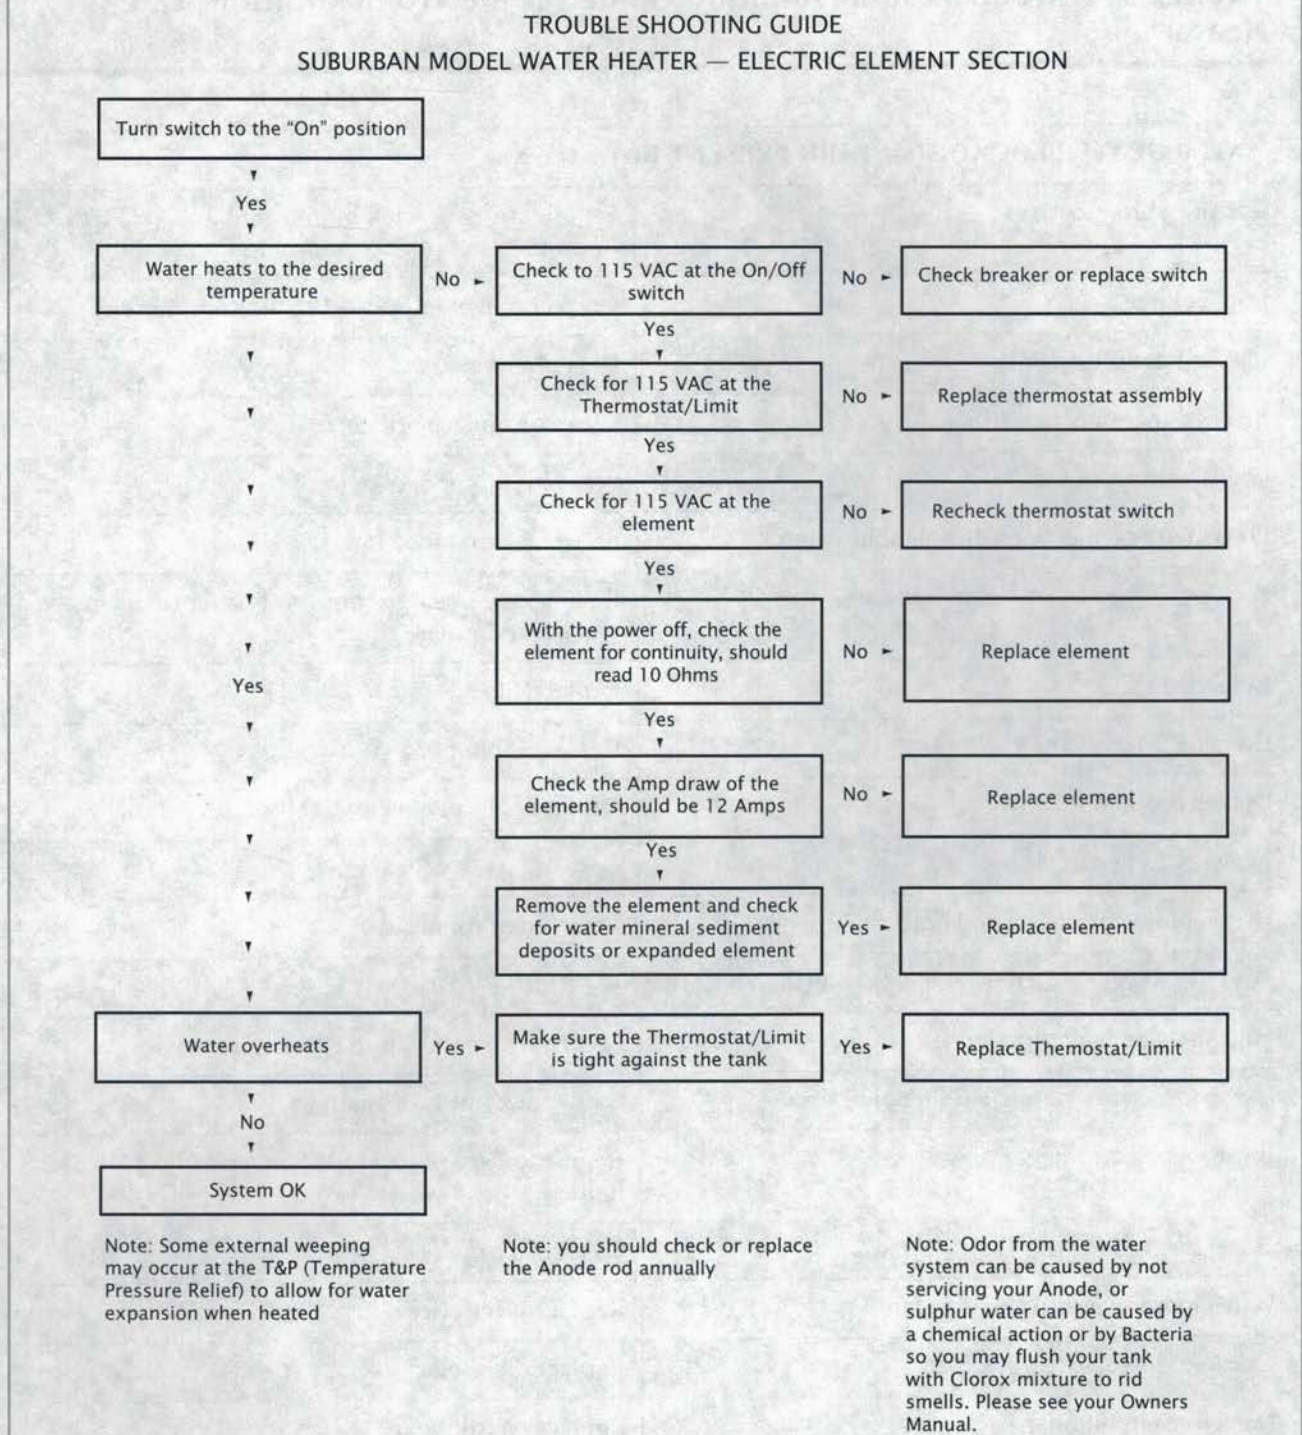 TROUBLE SHOOTING GUIDE
SUBURBAN MODEL WATER HEATER — ELECTRIC ELEMENT SECTION
Turn switch to the "On" position
Yes
Water heats to the desired
temperature
No
Check to 115 VAC at the On/Off
switch
No
Check breaker or replace switch
Yes
Check for 115 VAC at the
Thermostat/Limit
No
Replace thermostat assembly
Yes
Check for 115 VAC at the
element
No
Recheck thermostat switch
Yes
With the power off, check the
element for continuity, should
read 10 Ohms
No
Replace element
Yes
Yes
Check the Amp draw of the
element, should be 12 Amps
No
Replace element
Yes
Remove the element and check
for water mineral sediment
deposits or expanded element
Yes
Replace element
Water overheats
Yes
Make sure the Thermostat/Limit
is tight against the tank
Yes
Replace Themostat/Limit
No
System OK
Note: Some external weeping
may occur at the T&P (Temperature
Pressure Relief) to allow for water
expansion when heated
Note: you should check or replace
the Anode rod annually
Note: Odor from the water
system can be caused by not
servicing your Anode, or
sulphur water can be caused by
a chemical action or by Bacteria
so you may flush your tank
with Clorox mixture to rid
smells. Please see your Owners
Manual.